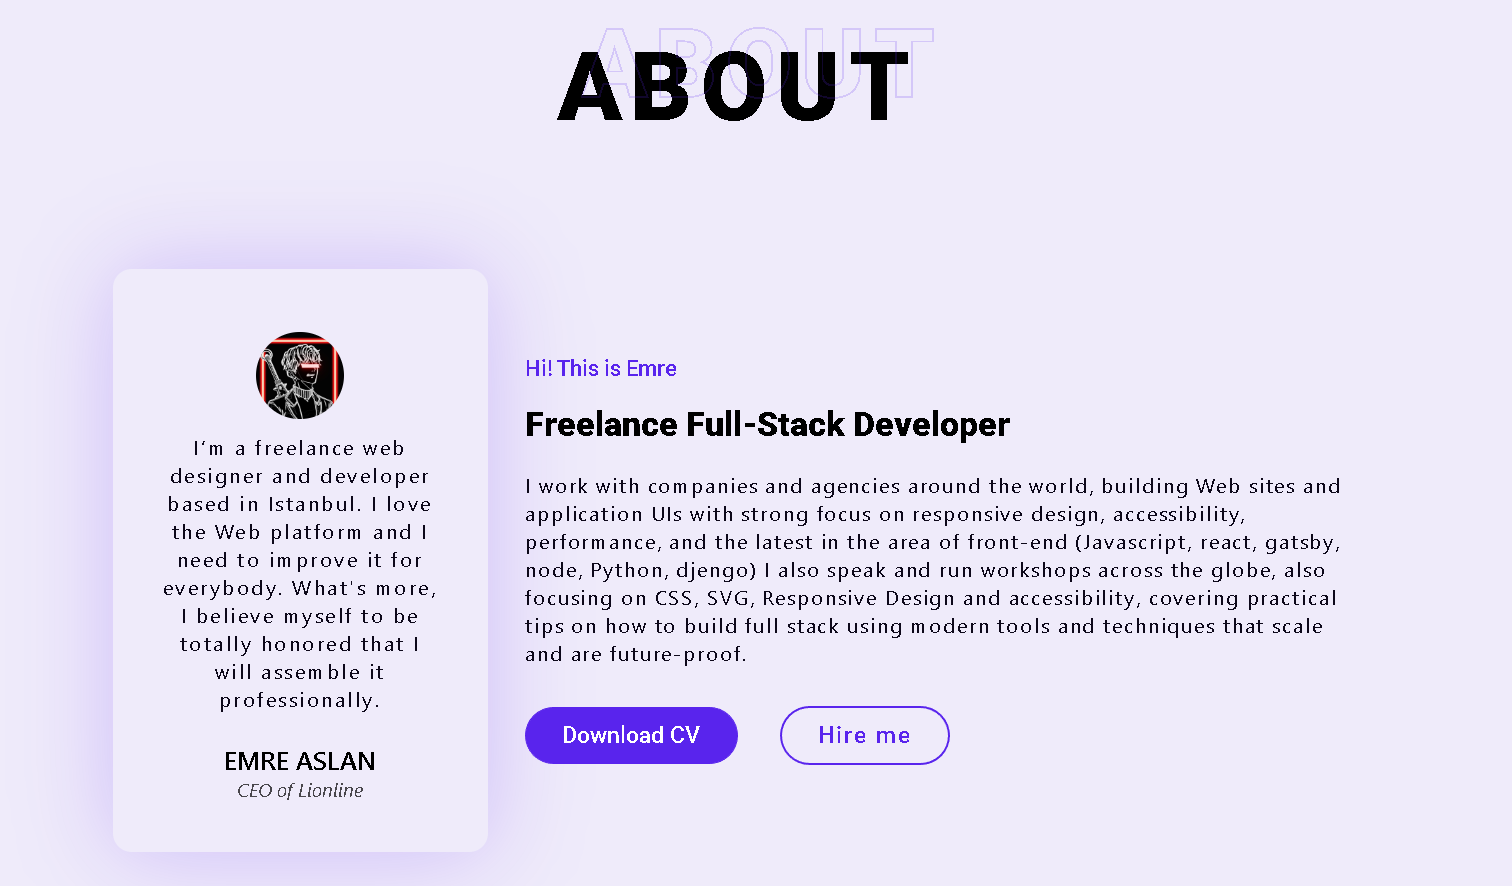 ABOUT
ABOUT
I’m a freelance web
designer and developer
based in Istanbul. I love
the Web platform and I
need to improve it for
everybody. What's more,
I believe myself to be
totally honored that I
will assemble it
professionally.
EMRE ASLAN
CEO of Lionline
Hi! This is Emre
Freelance Full-Stack Developer
I work with companies and agencies around the world, building Web sites and
application UIs with strong focus on responsive design, accessibility,
performance, and the latest in the area of front-end (Javascript, react, gatsby,
node, Python, djengo) I also speak and run workshops across the globe, also
focusing on CSS, SVG, Responsive Design and accessibility, covering practical
tips on how to build full stack using modern tools and techniques that scale
and are future-proof.
Download CV
Hire me